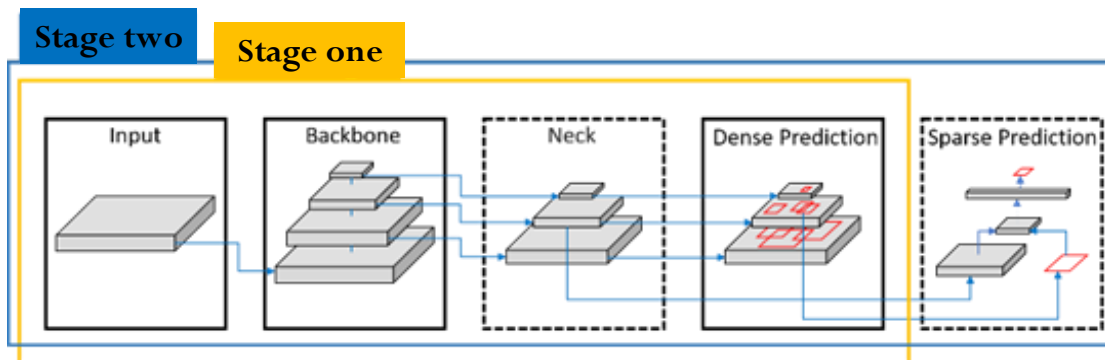 Stage two
Stage one
Input
Backbone
Neck
Dense Prediction
Sparse Prediction